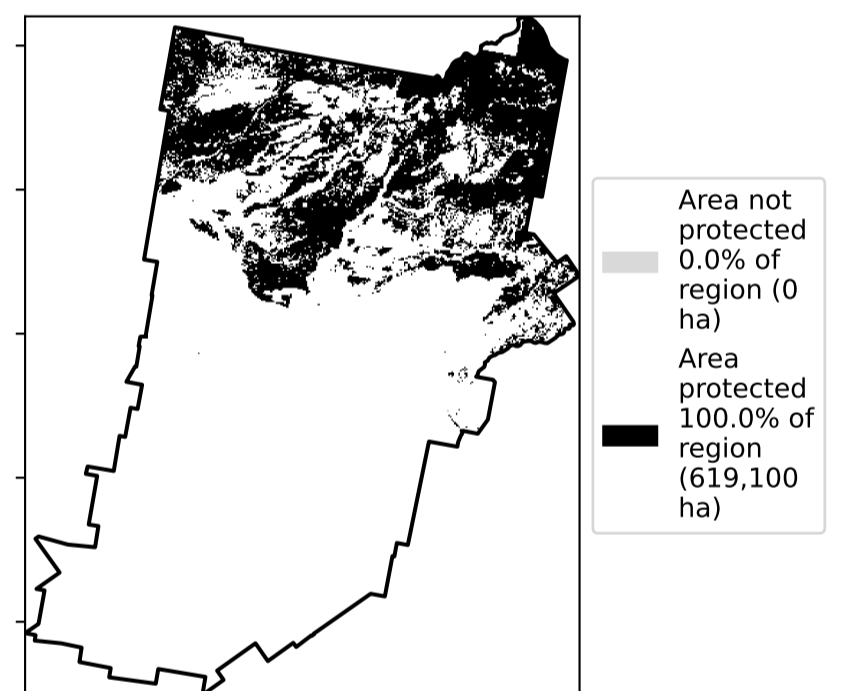 Area not
protected
0.0% of
region (0
ha)
Area
protected
100.0% of
region
(619,100
ha)